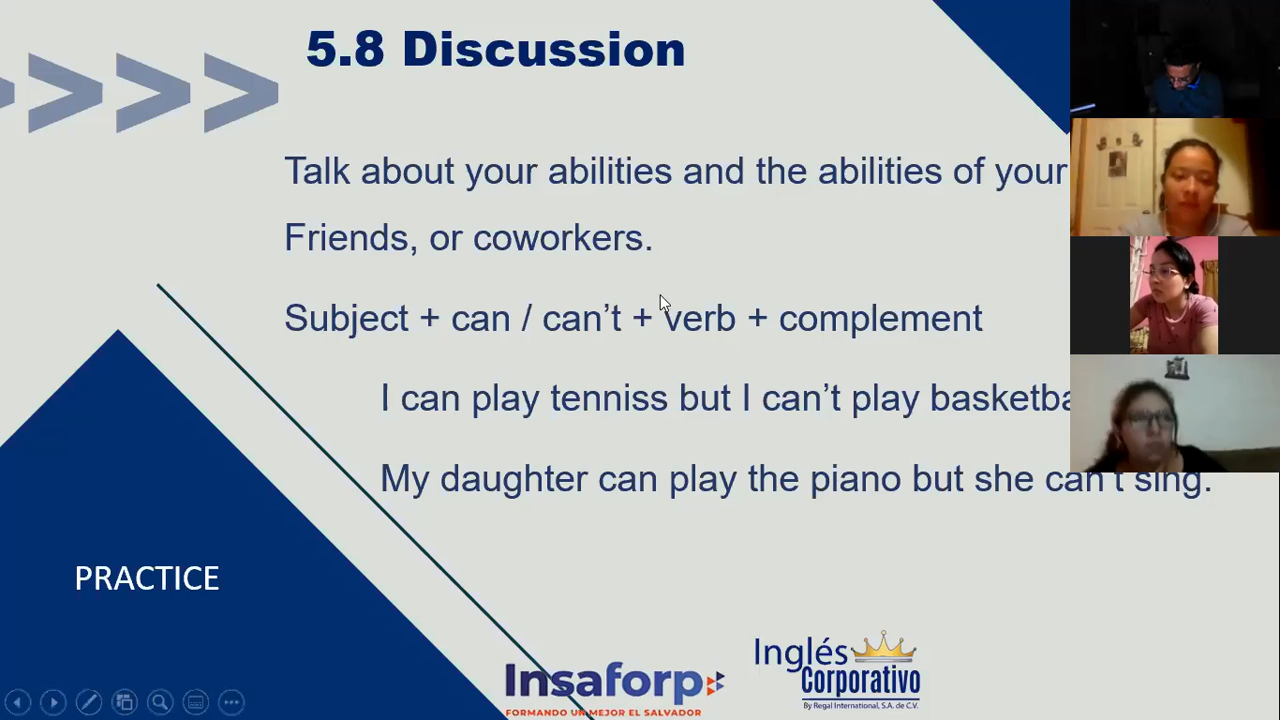 5.8 Discussion
Talk about your abilities and the abilities of your
Friends, or coworkers.
Subject + can / can’t + verb + complement
I can play tenniss but I can’t play
My daughter can play the piano but she can’t sing.
PRACTICE
Insaforp
FORMANDO UN MEJOR EL SALVADOR
Inglés
Corporativo
By Regal International, S.A. de C.V.